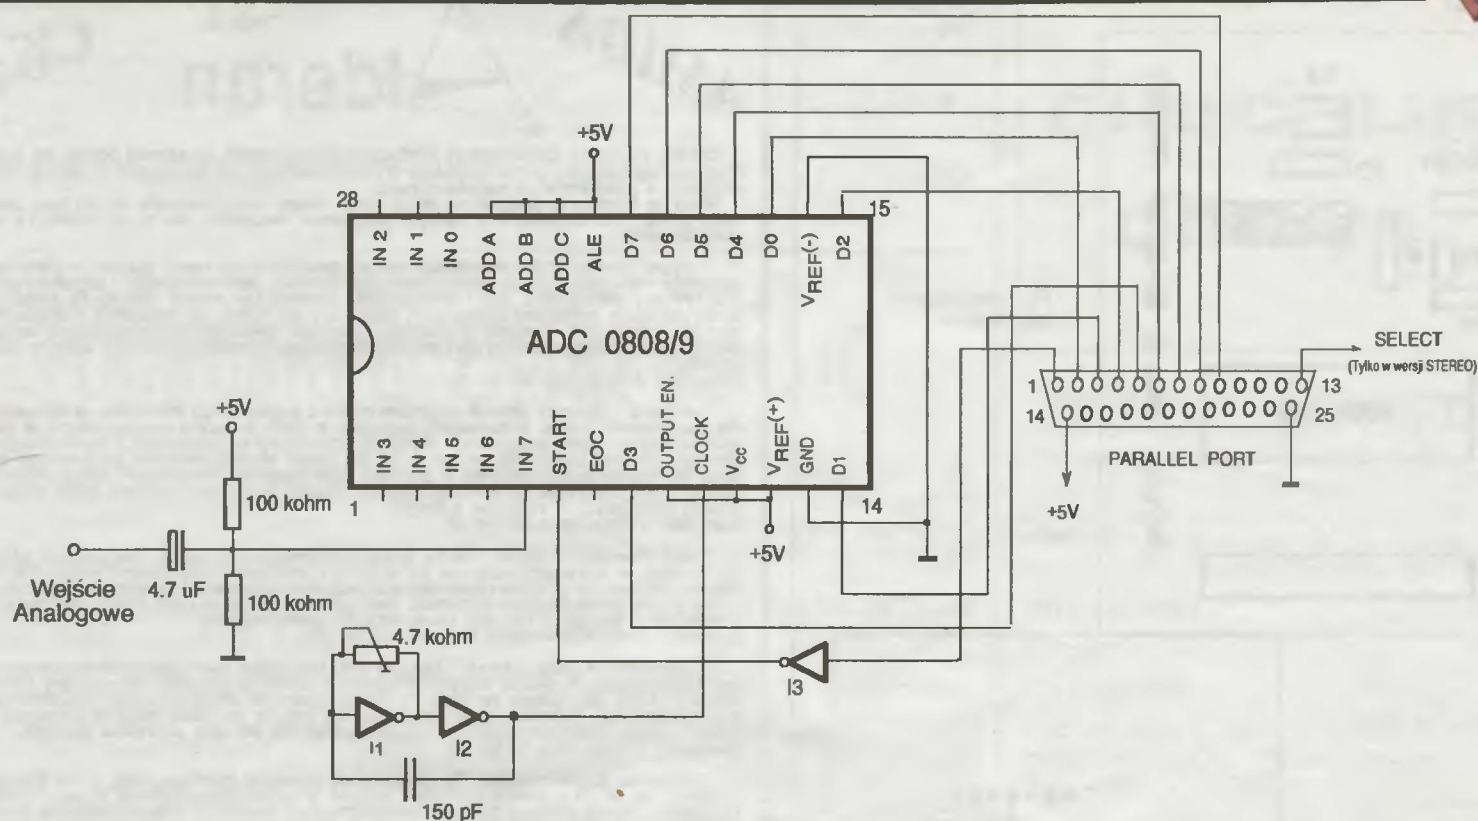 +5V
28
15
IN 2
IN 1
IN 0
ADD A
ADD B
ADD C
ALE
D7
D6
D5
D4
D0
VREF(-)
D2
ADC 0808/9
IN 3
IN 4
IN 5
IN 6
IN 7
START
EOC
D3
OUTPUT EN.
CLOCK
Vcc
VREF(+)
GND
D1
1
14
+5V
+5V
100 kohm
4.7 uF
100 kohm
Wejście
Analogowe
4.7 kohm
I1
I2
150 pF
I3
SELECT
(Tylko w wersji STEREO)
1
13
14
25
PARALLEL PORT
+5V